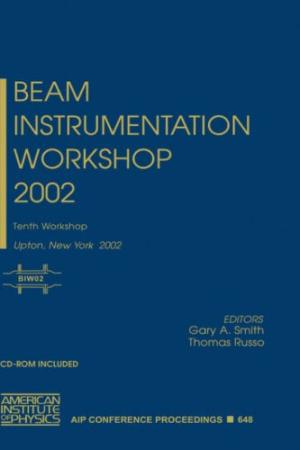 BEAM
INSTRUMENTATION
WORKSHOP
2002
Tenth Workshop
Upton, New York 2002
BIW02
EDITORS
Gary A. Smith
Thomas Russo
CD-ROM INCLUDED
AMERICAN
INSTITUTE
OF PHYSICS
AIP CONFERENCE PROCEEDINGS ■ 648